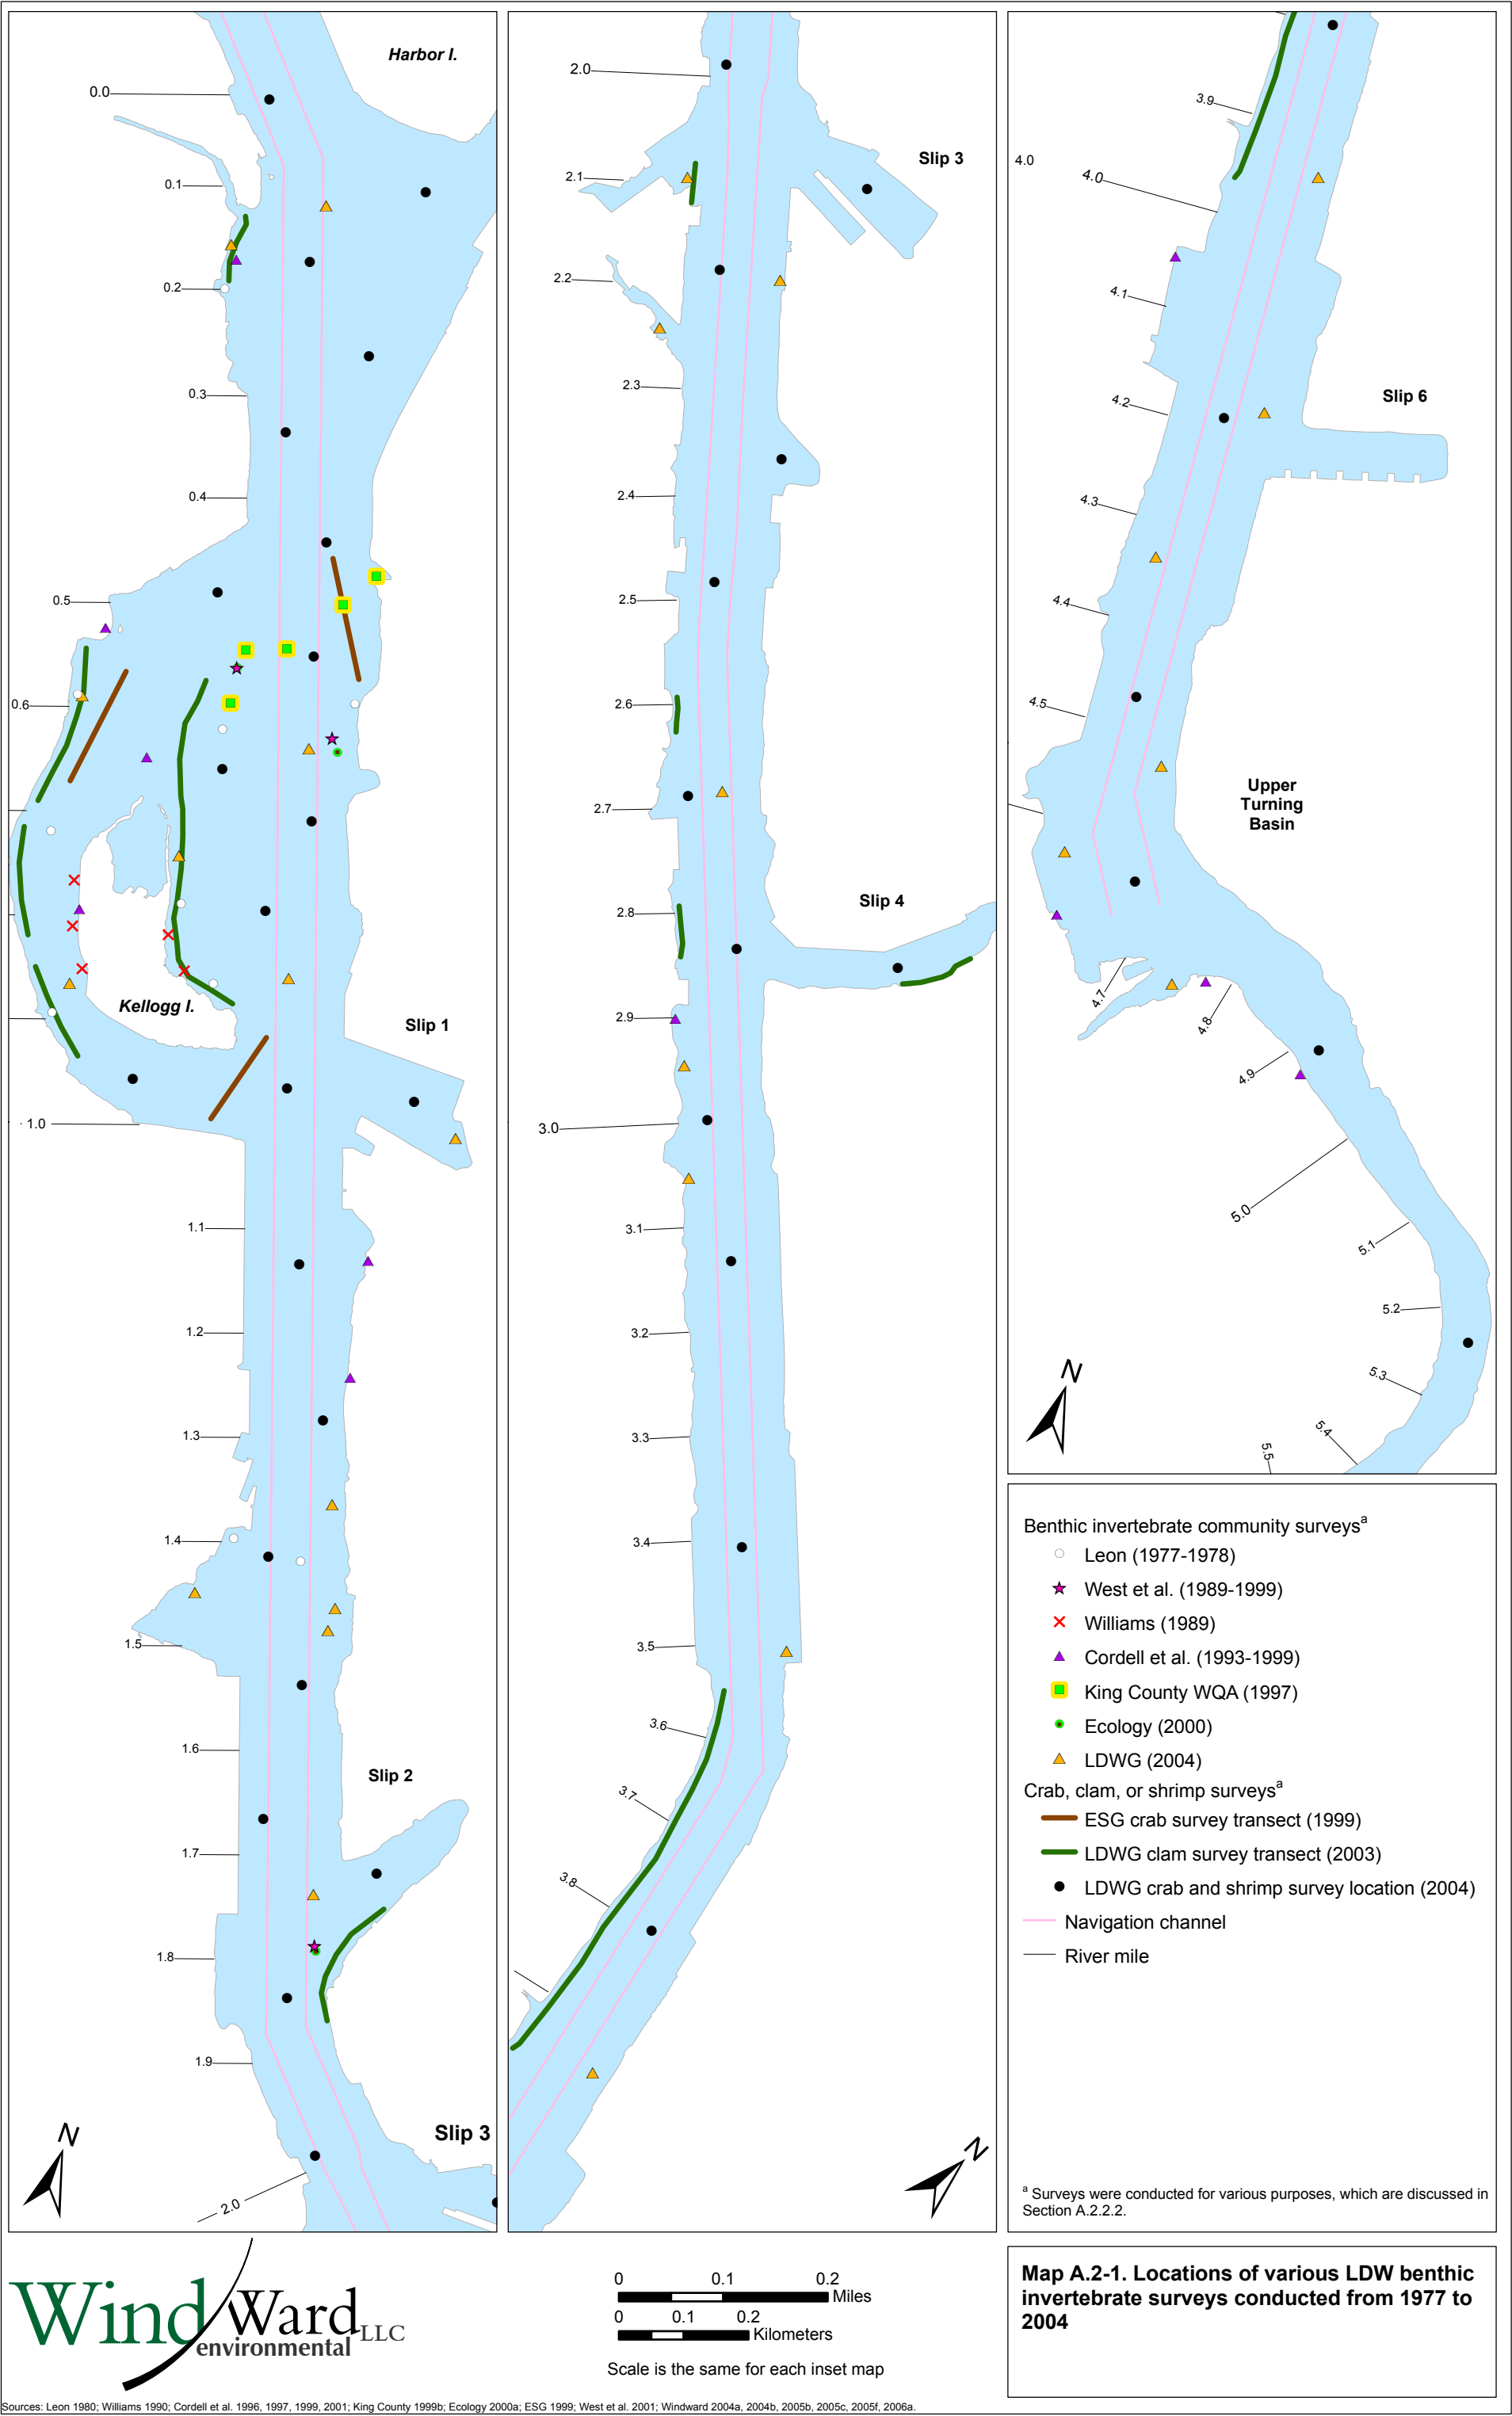 Harbor I.
0.0
0.1
0.2
0.3
0.4
0.5
0.6
Kellogg I.
Slip 1
1.0
1.1
1.2
1.3
1.4
1.5
1.6
Slip 2
1.7
1.8
1.9
Slip 3
2.0
N
2.0
Slip 3
2.1
2.2
2.3
2.4
2.5
2.6
2.7
Slip 4
2.8
2.9
3.0
3.1
3.2
3.3
3.4
3.5
3.6
3.7
3.8
N
3.9
4.0
4.0
4.1
4.2
Slip 6
4.3
4.4
4.5
Upper
Turning
Basin
4.7
4.8
4.9
5.0
5.1
5.2
5.3
5.4
5.5
N
Benthic invertebrate community surveysa
Leon (1977-1978)
West et al. (1989-1999)
Williams (1989)
Cordell et al. (1993-1999)
King County WQA (1997)
Ecology (2000)
LDWG (2004)
Crab, clam, or shrimp surveysa
ESG crab survey transect (1999)
LDWG clam survey transect (2003)
LDWG crab and shrimp survey location (2004)
Navigation channel
River mile
a Surveys were conducted for various purposes, which are discussed in
Section A.2.2.2.
Wind Ward LLC
environmental
0 0.1 0.2
Miles
0 0.1 0.2
Kilometers
Scale is the same for each inset map
Map A.2-1. Locations of various LDW benthic
invertebrate surveys conducted from 1977 to
2004
Sources: Leon 1980; Williams 1990; Cordell et al. 1996, 1997, 1999, 2001; King County 1999b; Ecology 2000a; ESG 1999; West et al. 2001; Windward 2004a, 2004b, 2005b, 2005c, 2005f, 2006a.